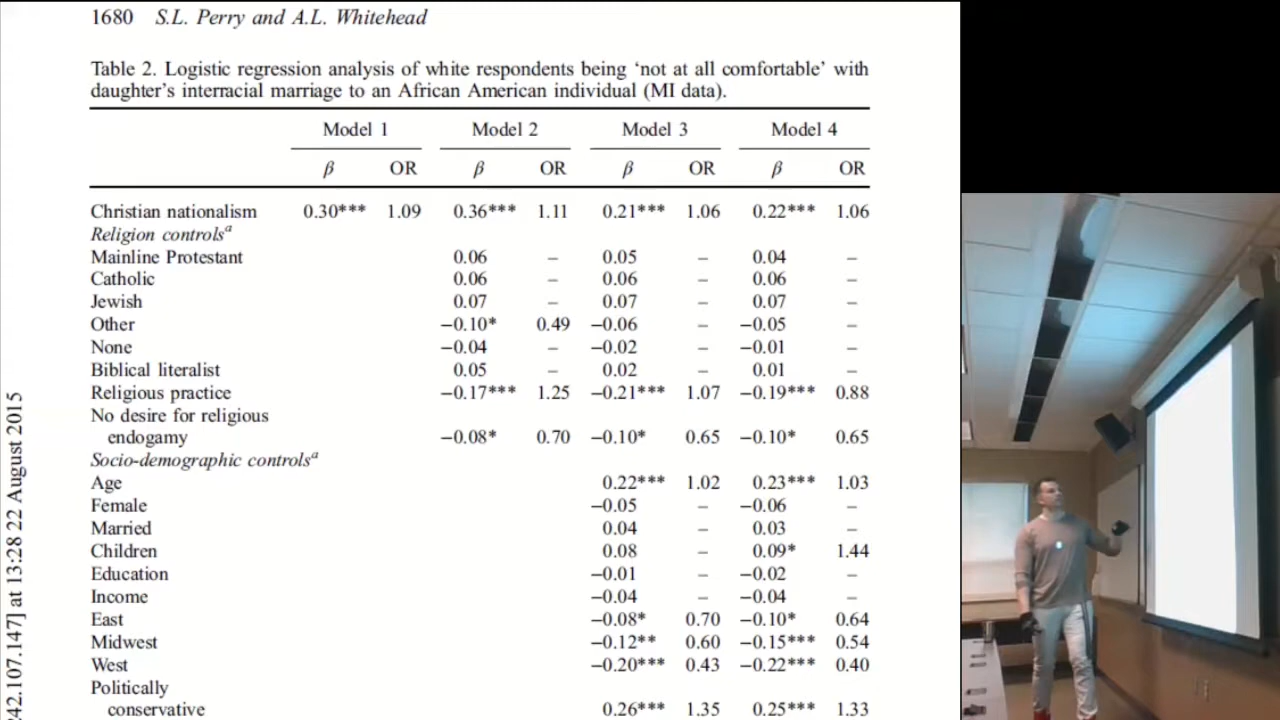 1680 S.L. Perry and A.L. Whitehead
Table 2. Logistic regression analysis of white respondents being ‘not at all comfortable’ with
daughter’s interracial marriage to an African American individual (MI data).
Model 1 Model 2 Model 3 Model 4
β OR β OR β OR β OR
Christian nationalism 0.30*** 1.09 0.36*** 1.11 0.21*** 1.06 0.22*** 1.06
Religion controlsᵃ
Mainline Protestant 0.06 – 0.05 – 0.04 –
Catholic 0.06 – 0.06 – 0.06 –
Jewish 0.07 – 0.07 – 0.07 –
Other −0.10* 0.49 −0.06 – −0.05 –
None −0.04 – −0.02 – −0.01 –
Biblical literalist 0.05 – 0.02 – 0.01 –
Religious practice −0.17*** 1.25 −0.21*** 1.07 −0.19*** 0.88
No desire for religious
endogamy −0.08* 0.70 −0.10* 0.65 −0.10* 0.65
Socio-demographic controlsᵃ
Age 0.22*** 1.02 0.23*** 1.03
Female −0.05 – −0.06 –
Married 0.04 – 0.03 –
Children 0.08 – 0.09* 1.44
Education −0.01 – −0.02 –
Income −0.04 – −0.04 –
East −0.08* 0.70 −0.10* 0.64
Midwest −0.12** 0.60 −0.15*** 0.54
West −0.20*** 0.43 −0.22*** 0.40
Politically
conservative 0.26*** 1.35 0.25*** 1.33
242.107.147] at 13:28 22 August 2015